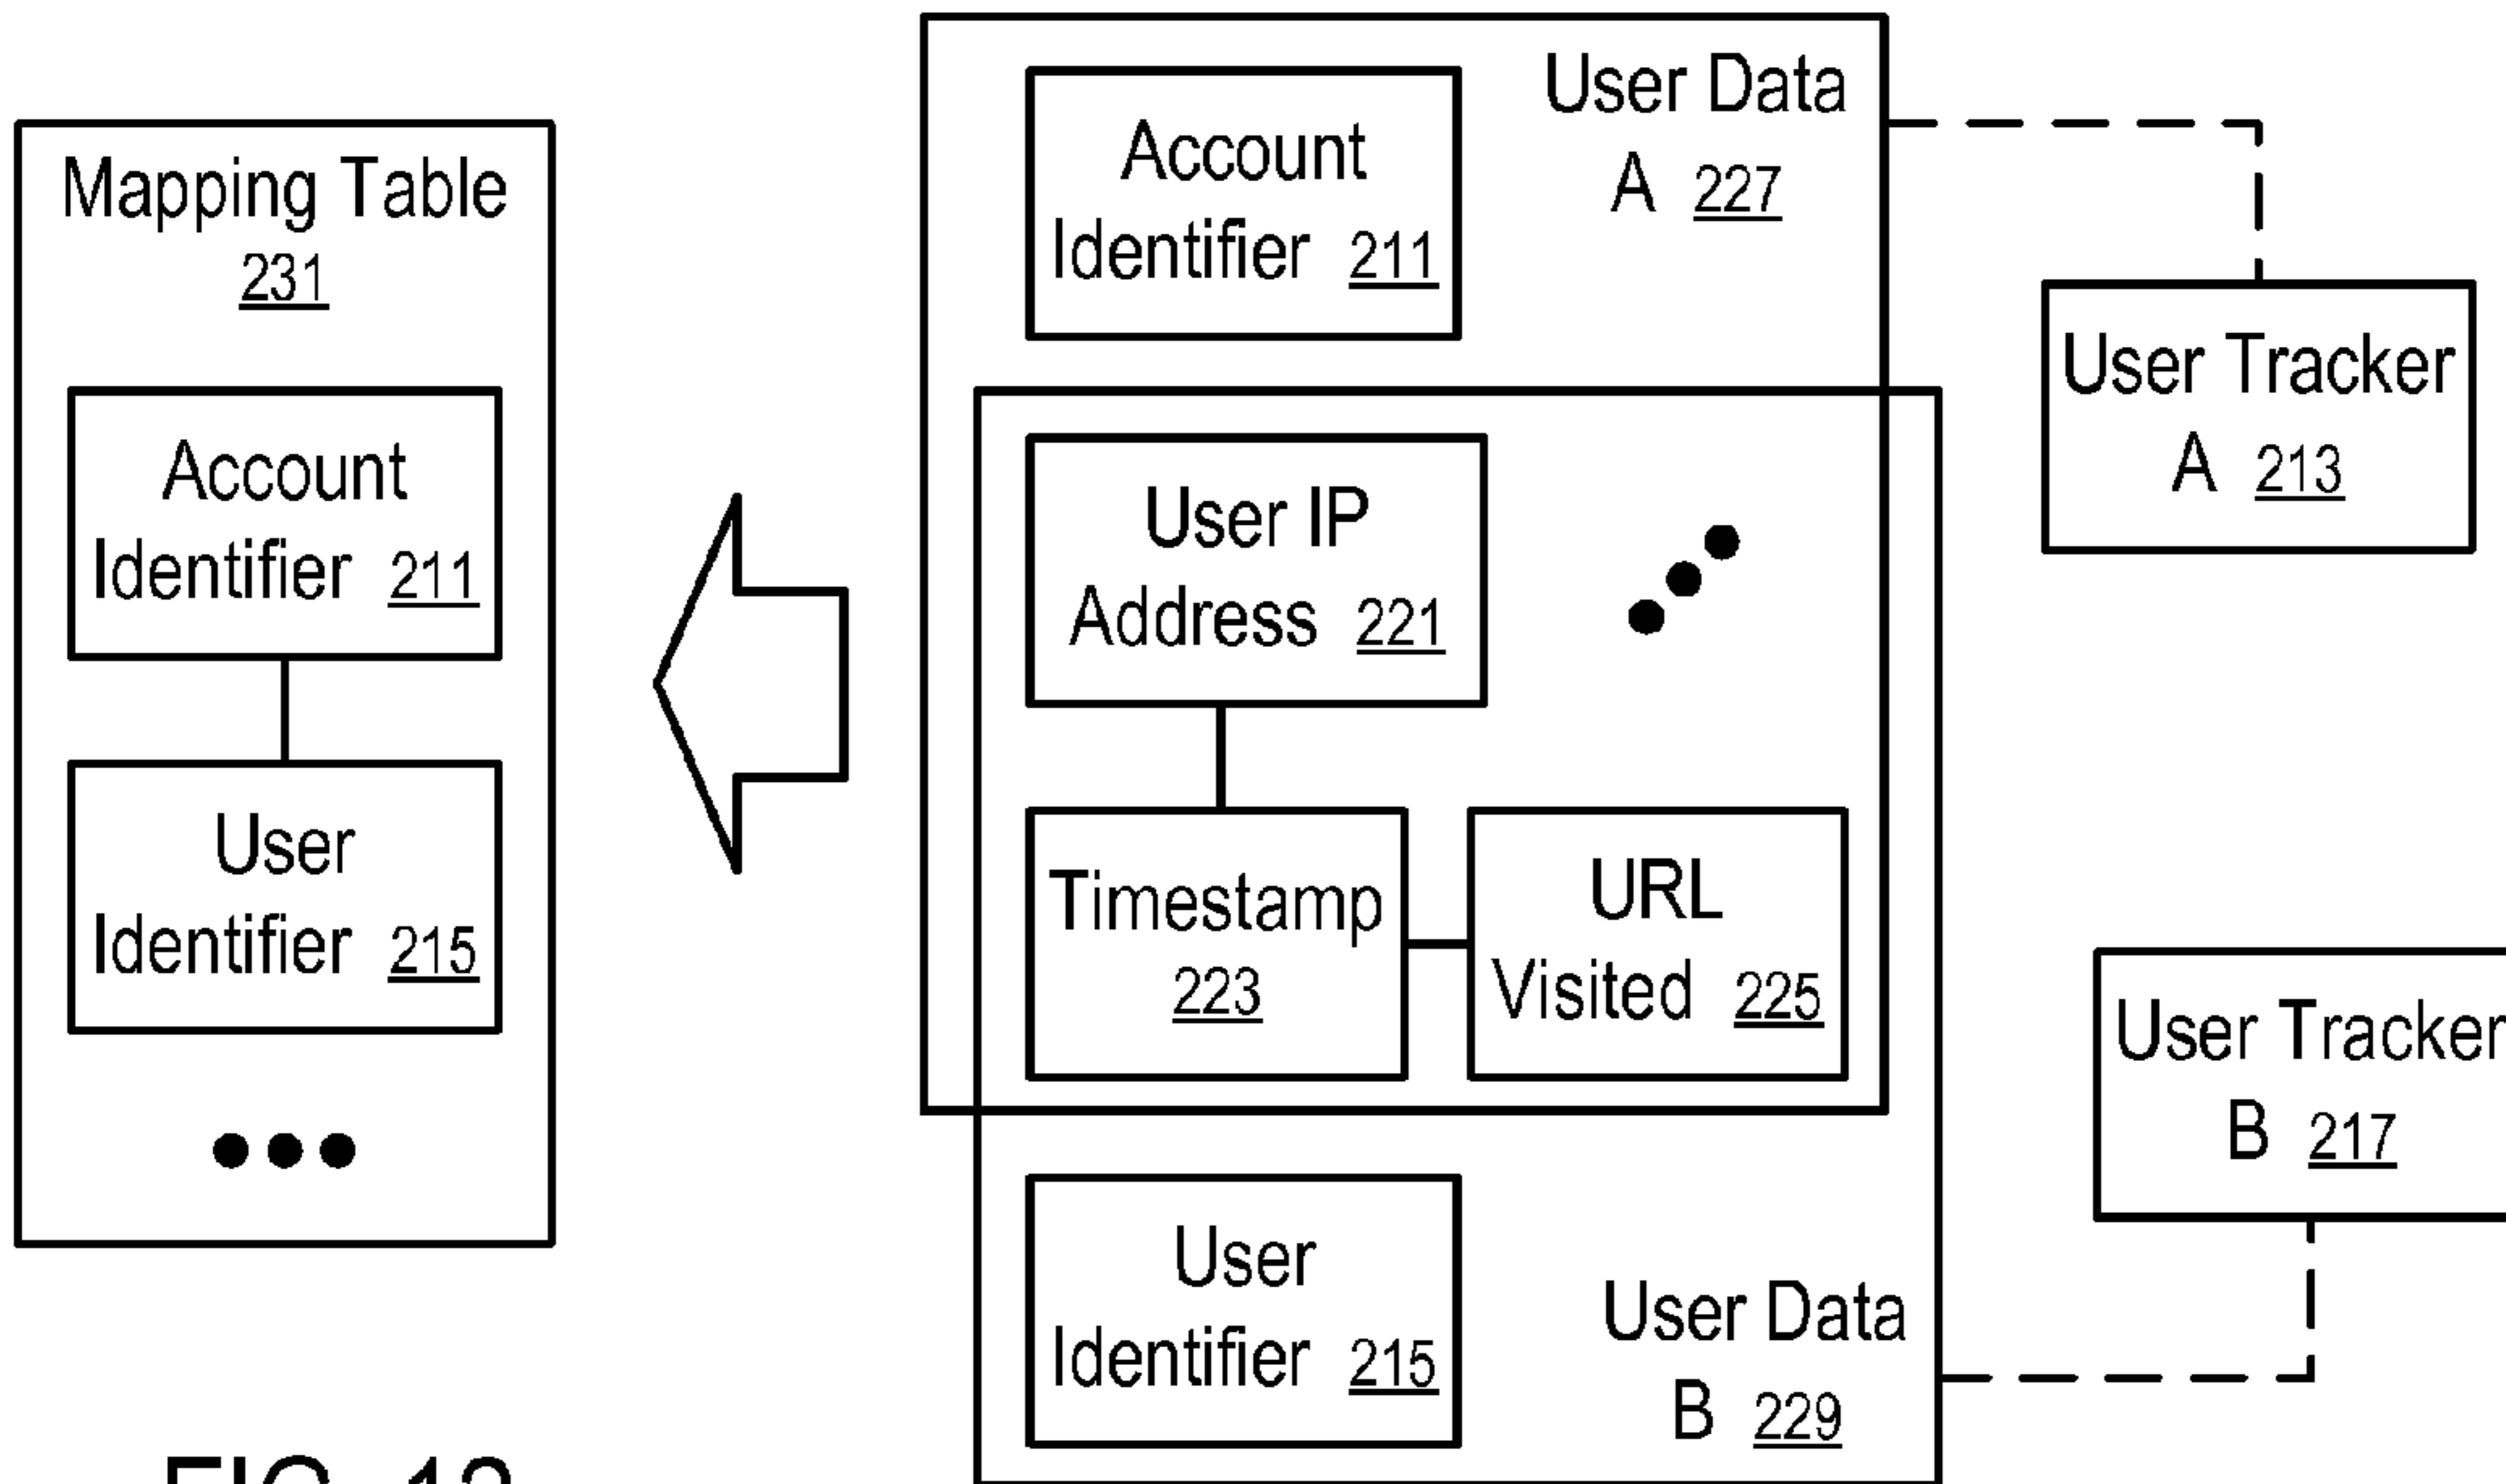 Mapping Table
231
Account
Identifier 211
User
Identifier 215
User Data
A 227
Account
Identifier 211
User IP
Address 221
Timestamp
223
URL
Visited 225
User
Identifier 215
User Data
B 229
User Tracker
A 213
User Tracker
B 217